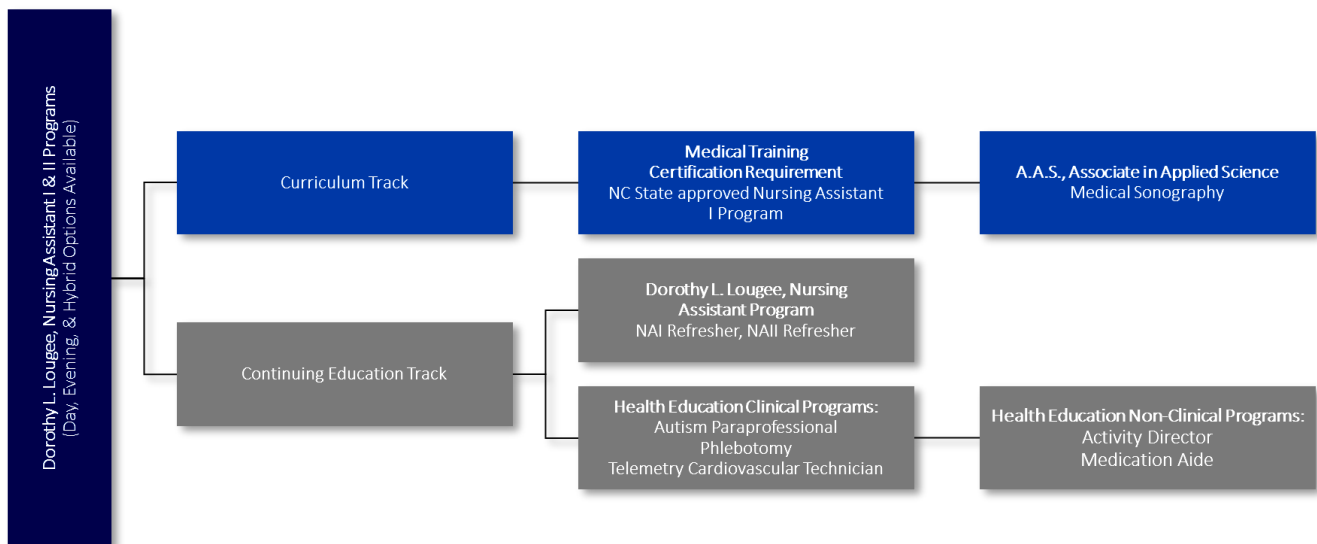 Dorothy L. Lougee, Nursing Assistant I & II Programs
(Day, Evening, & Hybrid Options Available)
Curriculum Track
Medical Training
Certification Requirement
NC State approved Nursing Assistant
I Program
A.A.S., Associate in Applied Science
Medical Sonography
Continuing Education Track
Dorothy L. Lougee, Nursing
Assistant Program
NAI Refresher, NAII Refresher
Health Education Clinical Programs:
Autism Paraprofessional
Phlebotomy
Telemetry Cardiovascular Technician
Health Education Non-Clinical Programs:
Activity Director
Medication Aide